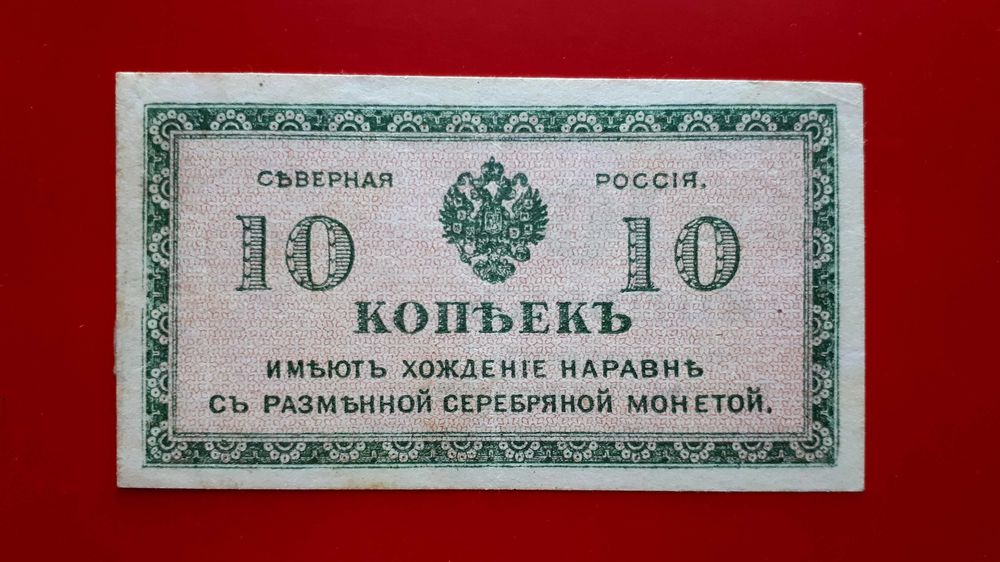 СѢВЕРНАЯ РОССІЯ.
10 10
КОПѢЕКЪ
ИМѢЮТЪ ХОЖДЕНІЕ НАРАВНѢ
СЪ РАЗМѢННОЙ СЕРЕБРЯНОЙ МОНЕТОЙ.